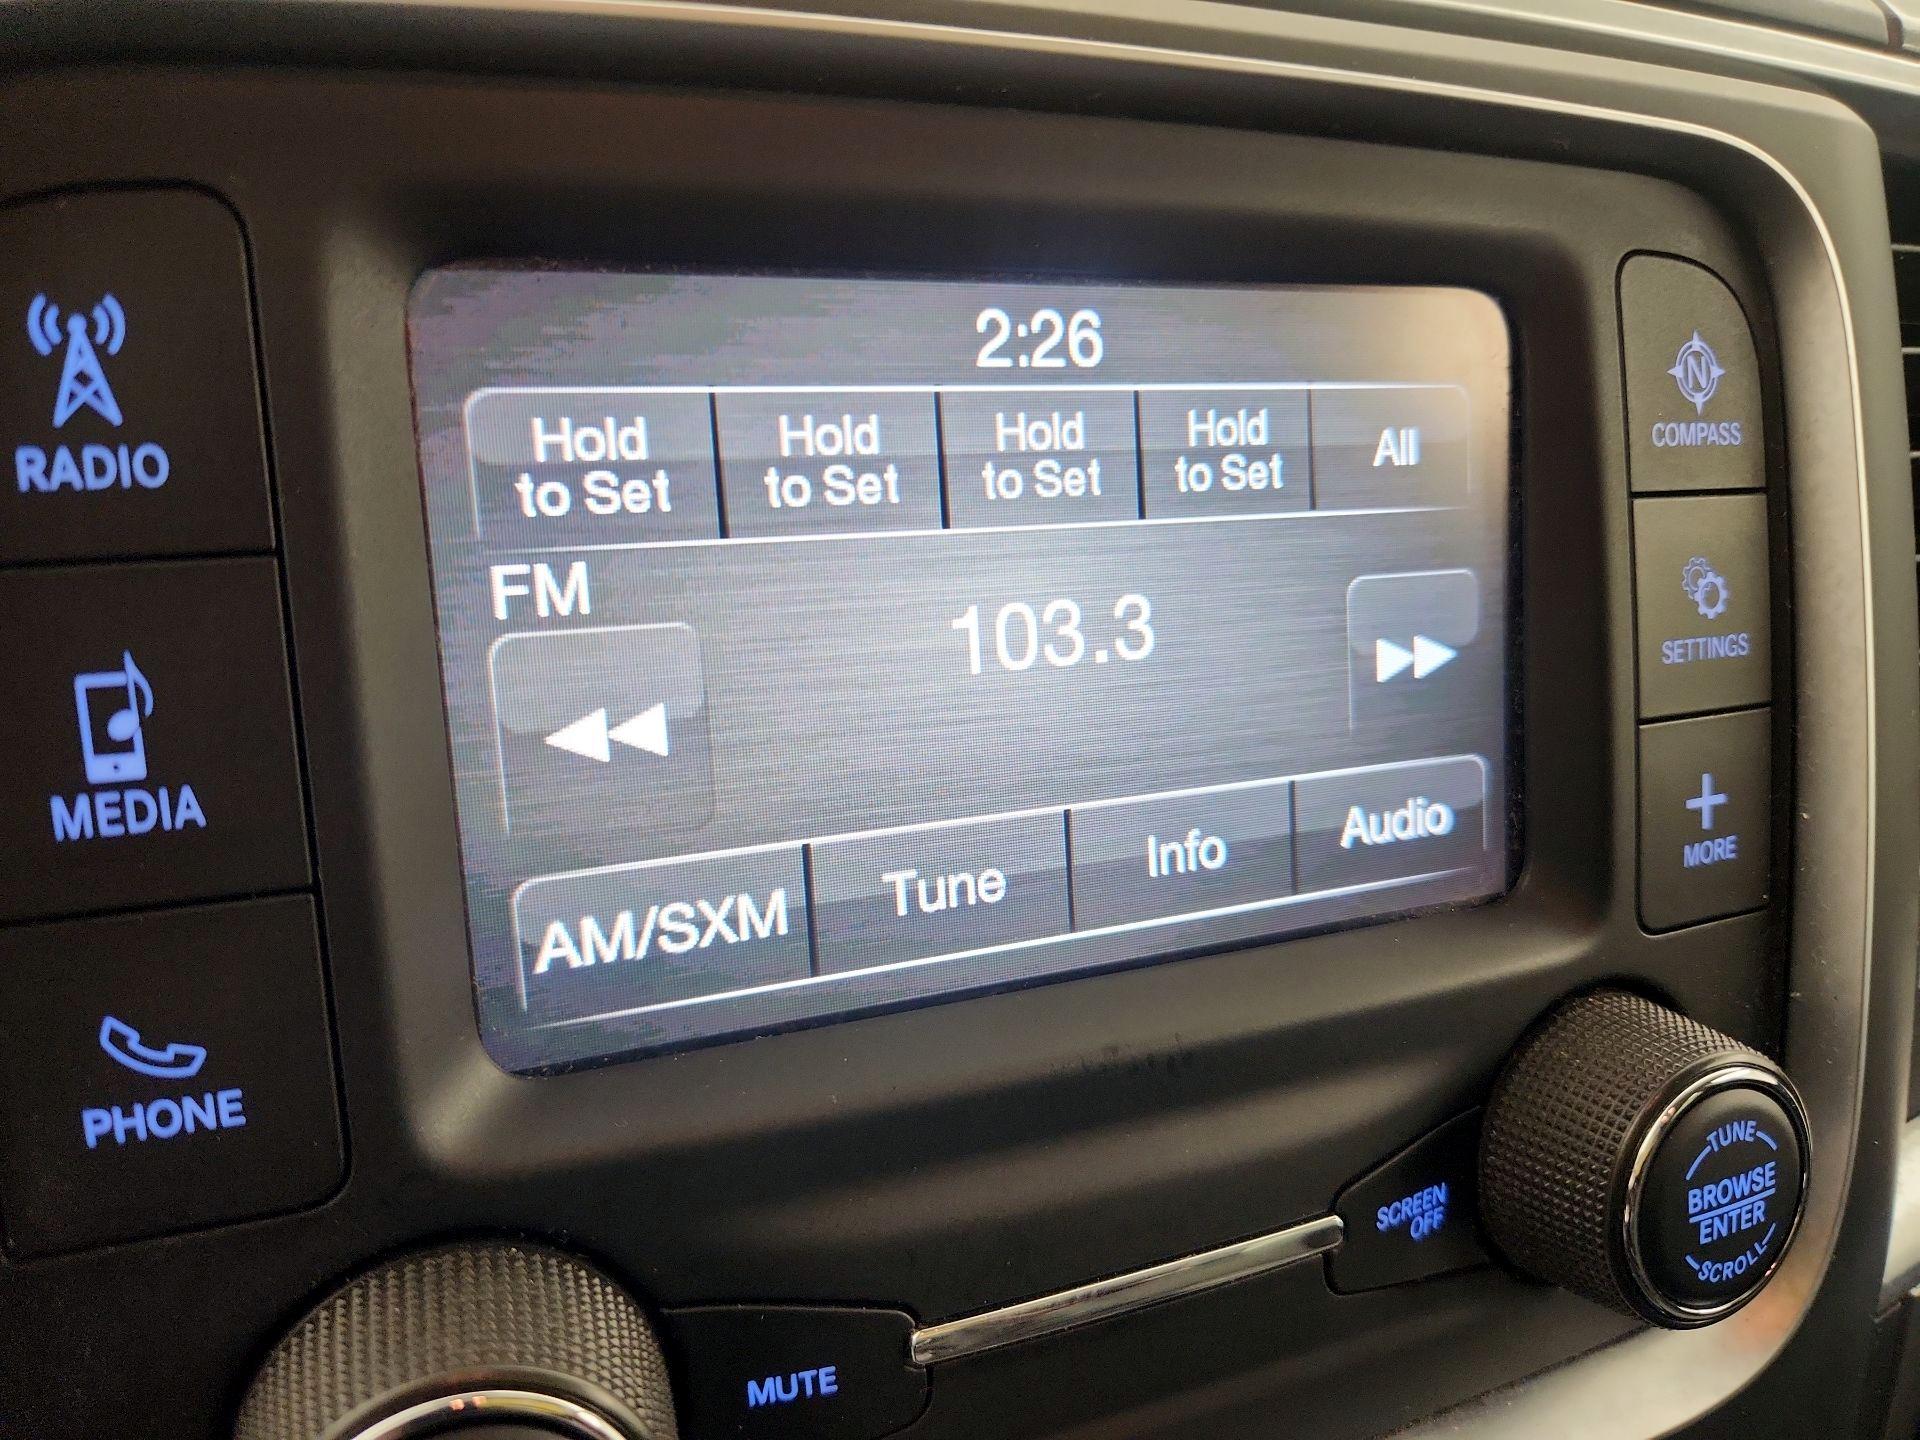 2:26
Hold
to Set
Hold
to Set
Hold
to Set
Hold
to Set
All
FM
103.3
AM/SXM
Tune
Info
Audio
RADIO
MEDIA
PHONE
N
COMPASS
SETTINGS
MORE
MUTE
SCREEN
OFF
TUNE
BROWSE
ENTER
SCROLL